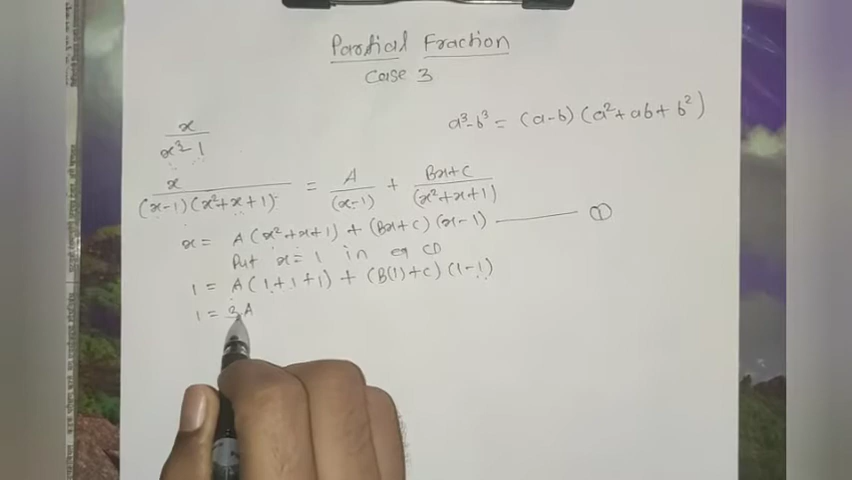 Partial Fraction
Case 3
a³-b³ = (a-b)(a²+ab+b²)
x
x³-1
x / (x-1)(x²+x+1) = A / (x-1) + Bx+C / (x²+x+1)
x = A(x²+x+1) + (Bx+C)(x-1) ——— ①
Put x=1 in eq ①
1 = A(1+1+1) + (B(1)+C)(1-1)
1 = 3A